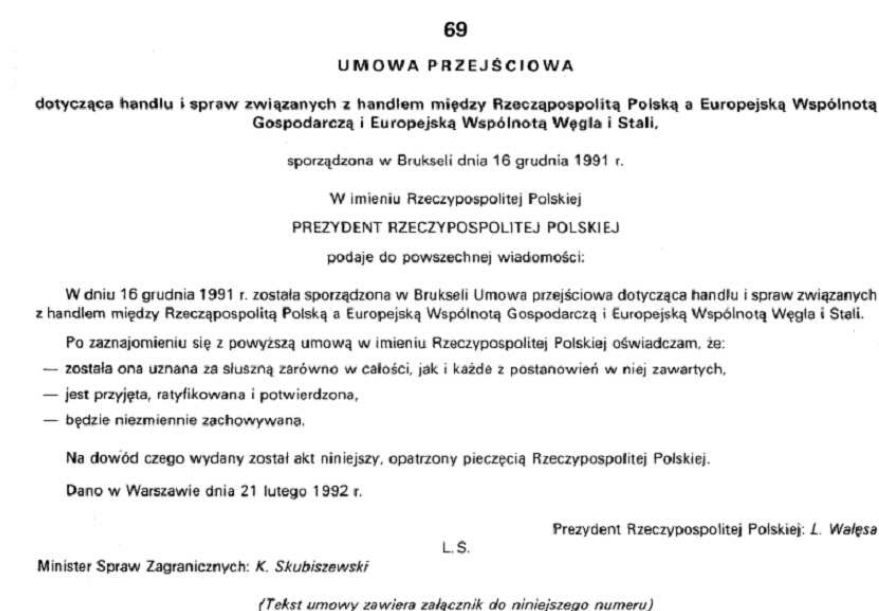 69
UMOWA PRZEJŚCIOWA
dotycząca handlu i spraw związanych z handlem między Rzecząpospolitą Polską a Europejską Wspólnotą
Gospodarczą i Europejską Wspólnotą Węgla i Stali,
sporządzona w Brukseli dnia 16 grudnia 1991 r.
W imieniu Rzeczypospolitej Polskiej
PREZYDENT RZECZYPOSPOLITEJ POLSKIEJ
podaje do powszechnej wiadomości:
W dniu 16 grudnia 1991 r. została sporządzona w Brukseli Umowa przejściowa dotycząca handlu i spraw związanych
z handlem między Rzecząpospolitą Polską a Europejską Wspólnotą Gospodarczą i Europejską Wspólnotą Węgla i Stali.
Po zaznajomieniu się z powyższą umową w imieniu Rzeczypospolitej Polskiej oświadczam, że:
— została ona uznana za słuszną zarówno w całości, jak i każde z postanowień w niej zawartych,
— jest przyjęta, ratyfikowana i potwierdzona,
— będzie niezmiennie zachowywana.
Na dowód czego wydany został akt niniejszy, opatrzony pieczęcią Rzeczypospolitej Polskiej.
Dano w Warszawie dnia 21 lutego 1992 r.
Prezydent Rzeczypospolitej Polskiej: L. Wałęsa
L.S.
Minister Spraw Zagranicznych: K. Skubiszewski
(Tekst umowy zawiera załącznik do niniejszego numeru)